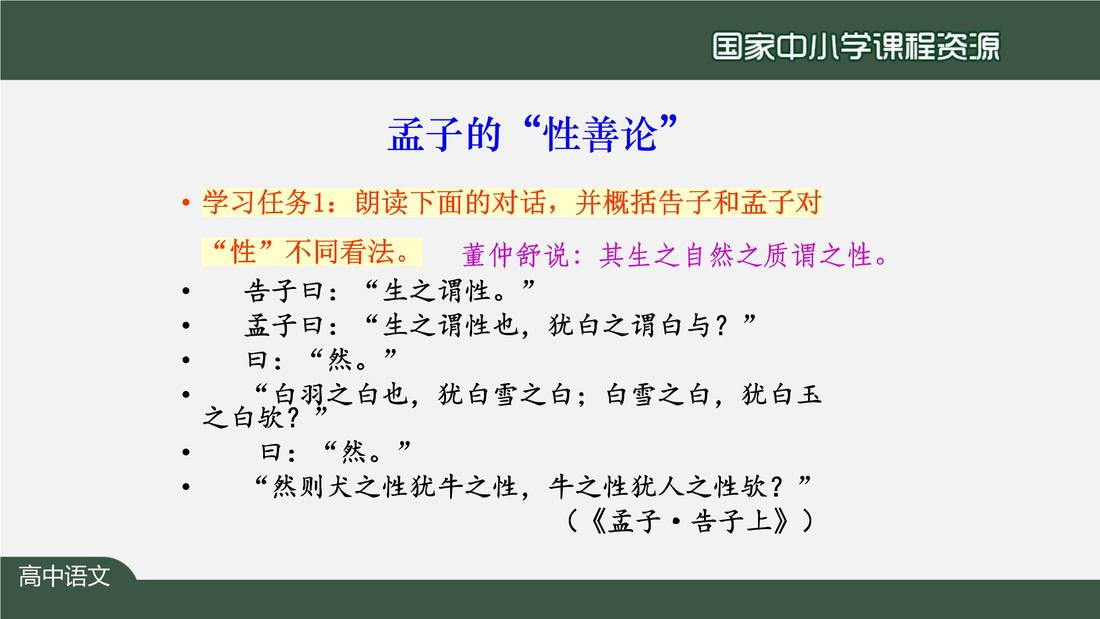 国家中小学课程资源
孟子的“性善论”
• 学习任务1：朗读下面的对话，并概括告子和孟子对
“性”不同看法。 董仲舒说：其生之自然之质谓之性。
• 告子曰：“生之谓性。”
• 孟子曰：“生之谓性也，犹白之谓白与？”
• 曰：“然。”
• “白羽之白也，犹白雪之白；白雪之白，犹白玉
之白欤？”
• 曰：“然。”
• “然则犬之性犹牛之性，牛之性犹人之性欤？”
（《孟子·告子上》）
高中语文